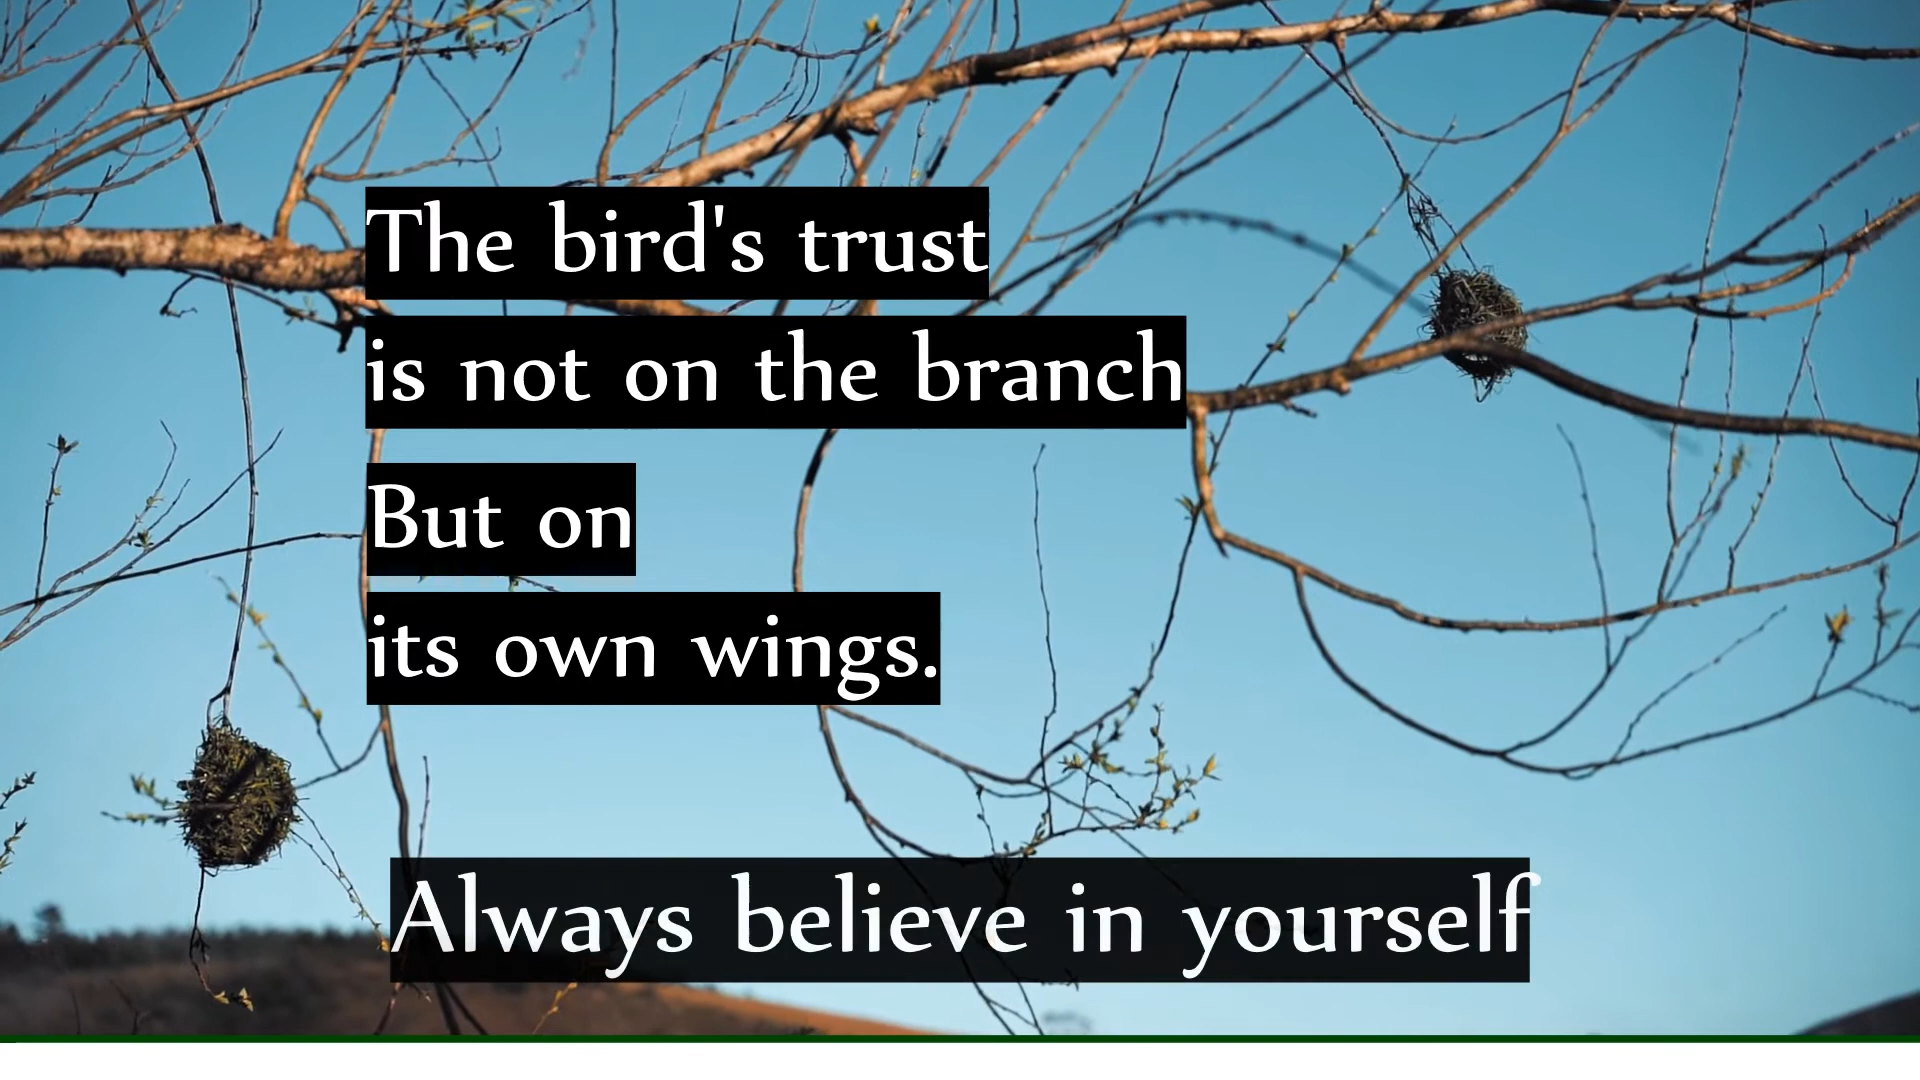 The bird's trust
is not on the branch
But on
its own wings.
Always believe in yourself